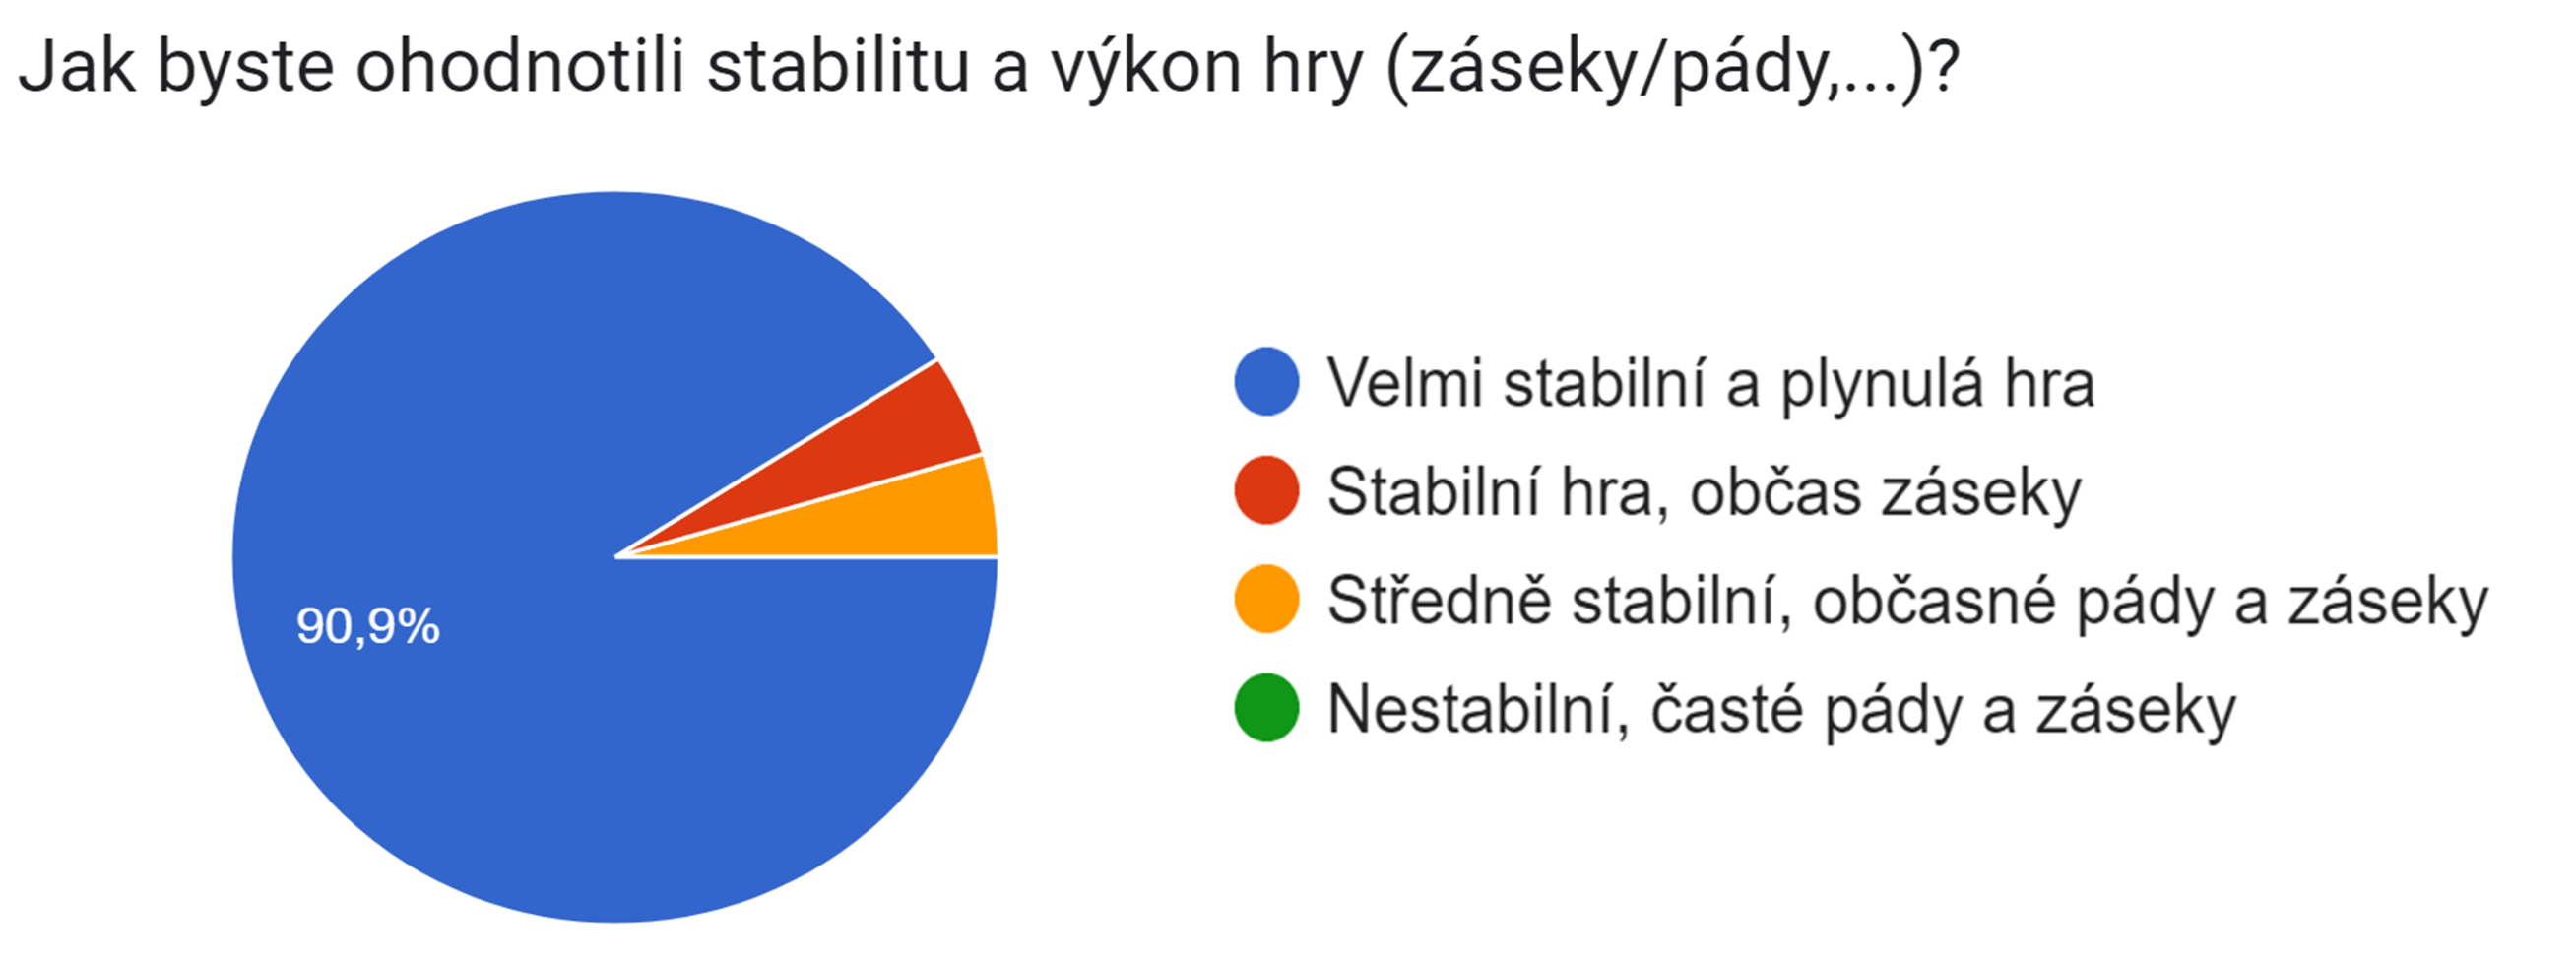 Jak byste ohodnotili stabilitu a výkon hry (záseky/pády,...)?
90,9%
Velmi stabilní a plynulá hra
Stabilní hra, občas záseky
Středně stabilní, občasné pády a záseky
Nestabilní, časté pády a záseky